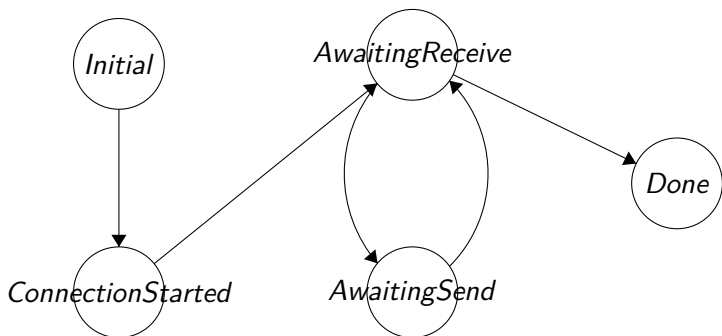 Initial
AwaitingReceive
Done
ConnectionStarted
AwaitingSend